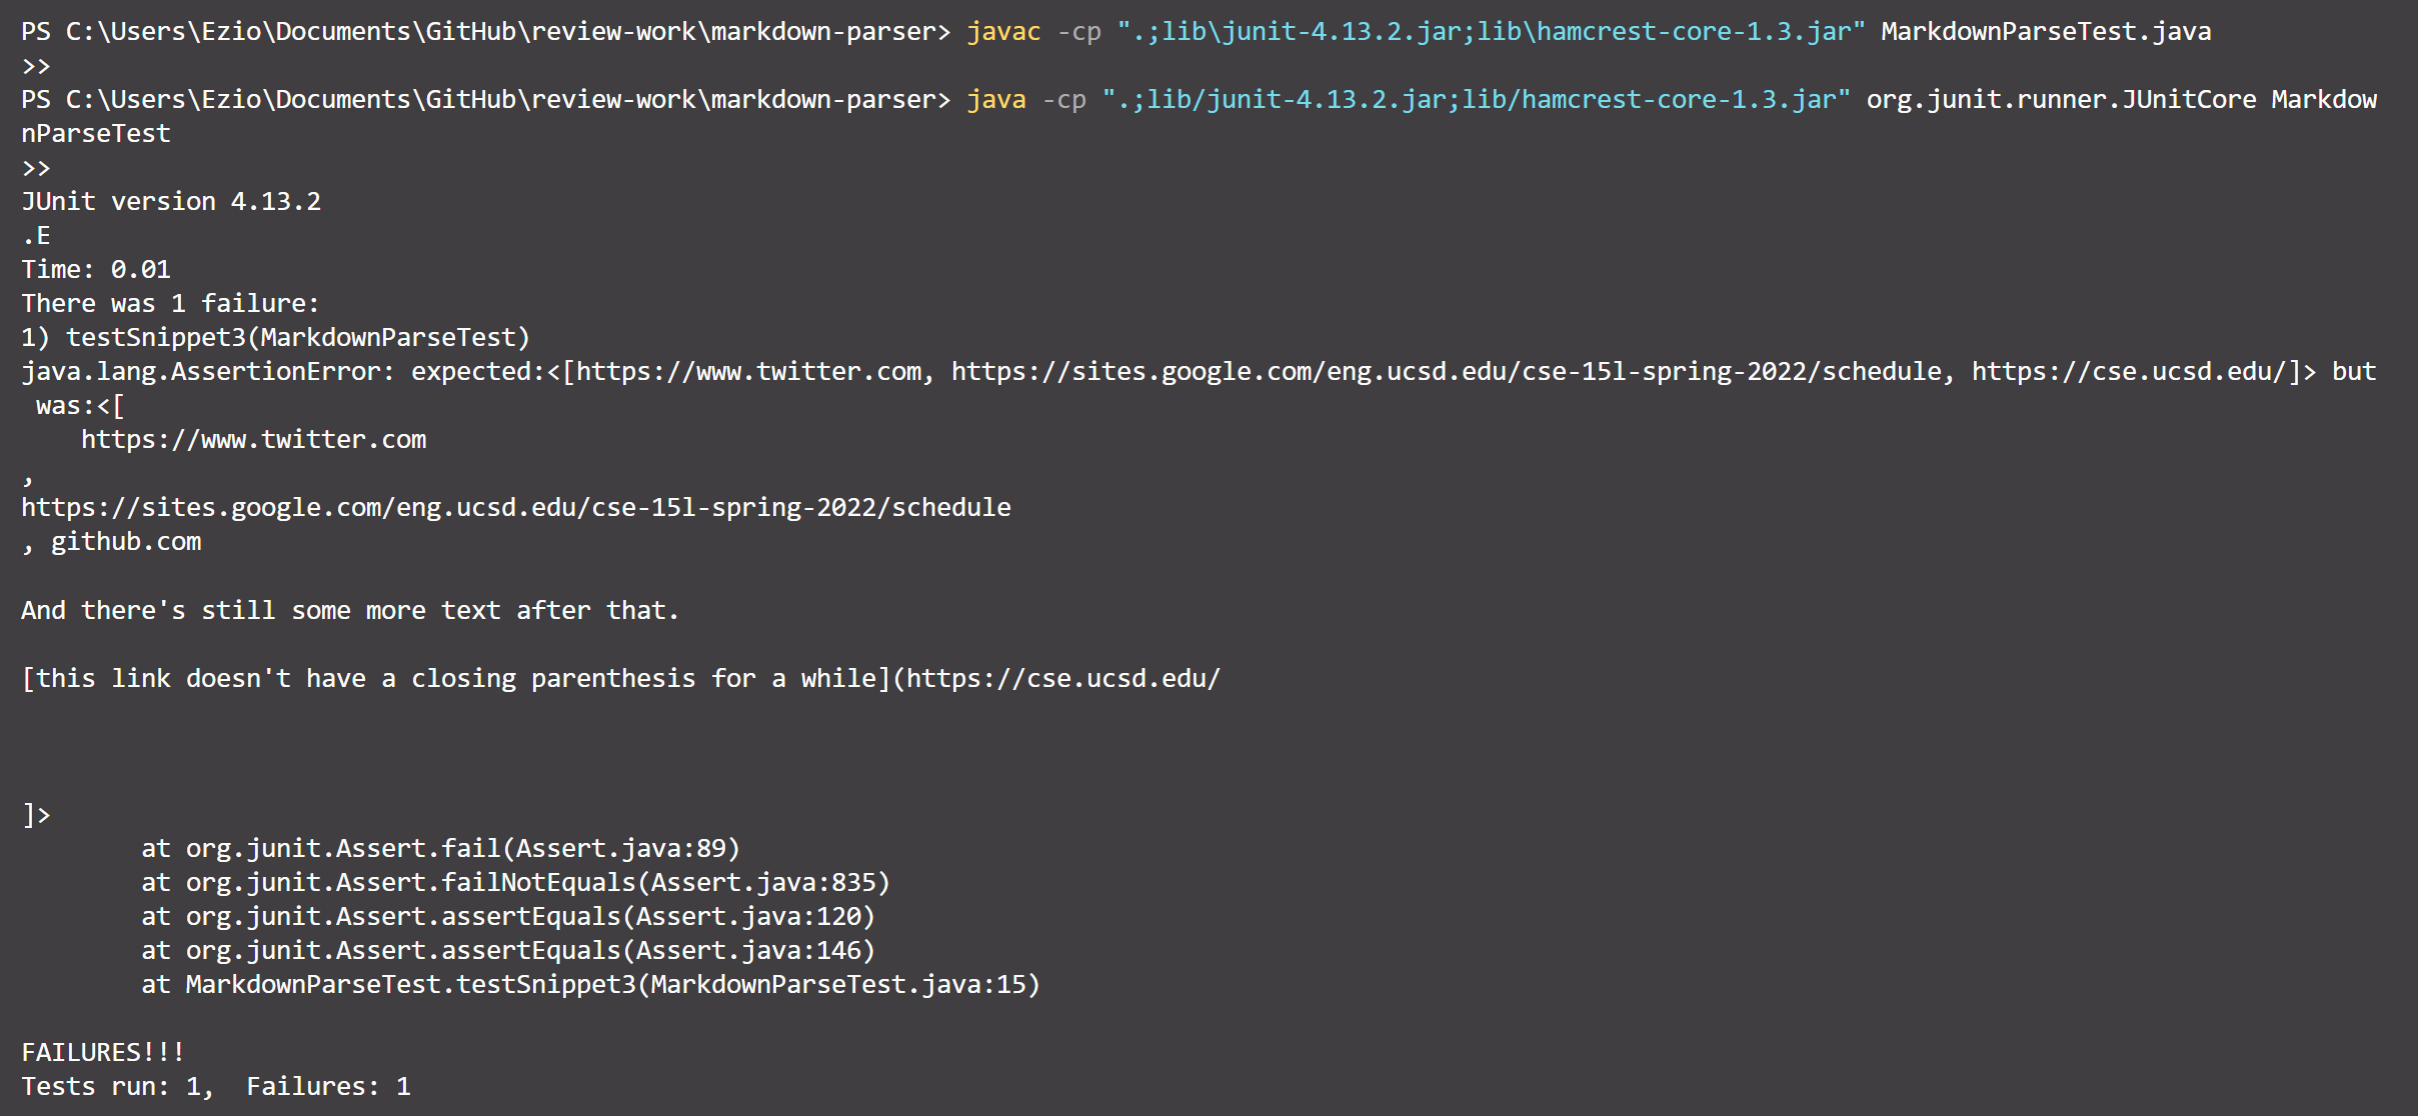 PS C:\Users\Ezio\Documents\GitHub\review-work\markdown-parser> javac -cp ".;lib\junit-4.13.2.jar;lib\hamcrest-core-1.3.jar" MarkdownParseTest.java
>>
PS C:\Users\Ezio\Documents\GitHub\review-work\markdown-parser> java -cp ".;lib/junit-4.13.2.jar;lib/hamcrest-core-1.3.jar" org.junit.runner.JUnitCore Markdow
nParseTest
>>
JUnit version 4.13.2
.E
Time: 0.01
There was 1 failure:
1) testSnippet3(MarkdownParseTest)
java.lang.AssertionError: expected:<[https://www.twitter.com, https://sites.google.com/eng.ucsd.edu/cse-15l-spring-2022/schedule, https://cse.ucsd.edu/]> but
 was:<[
    https://www.twitter.com
,
https://sites.google.com/eng.ucsd.edu/cse-15l-spring-2022/schedule
, github.com

And there's still some more text after that.

[this link doesn't have a closing parenthesis for a while](https://cse.ucsd.edu/



]>
        at org.junit.Assert.fail(Assert.java:89)
        at org.junit.Assert.failNotEquals(Assert.java:835)
        at org.junit.Assert.assertEquals(Assert.java:120)
        at org.junit.Assert.assertEquals(Assert.java:146)
        at MarkdownParseTest.testSnippet3(MarkdownParseTest.java:15)

FAILURES!!!
Tests run: 1,  Failures: 1